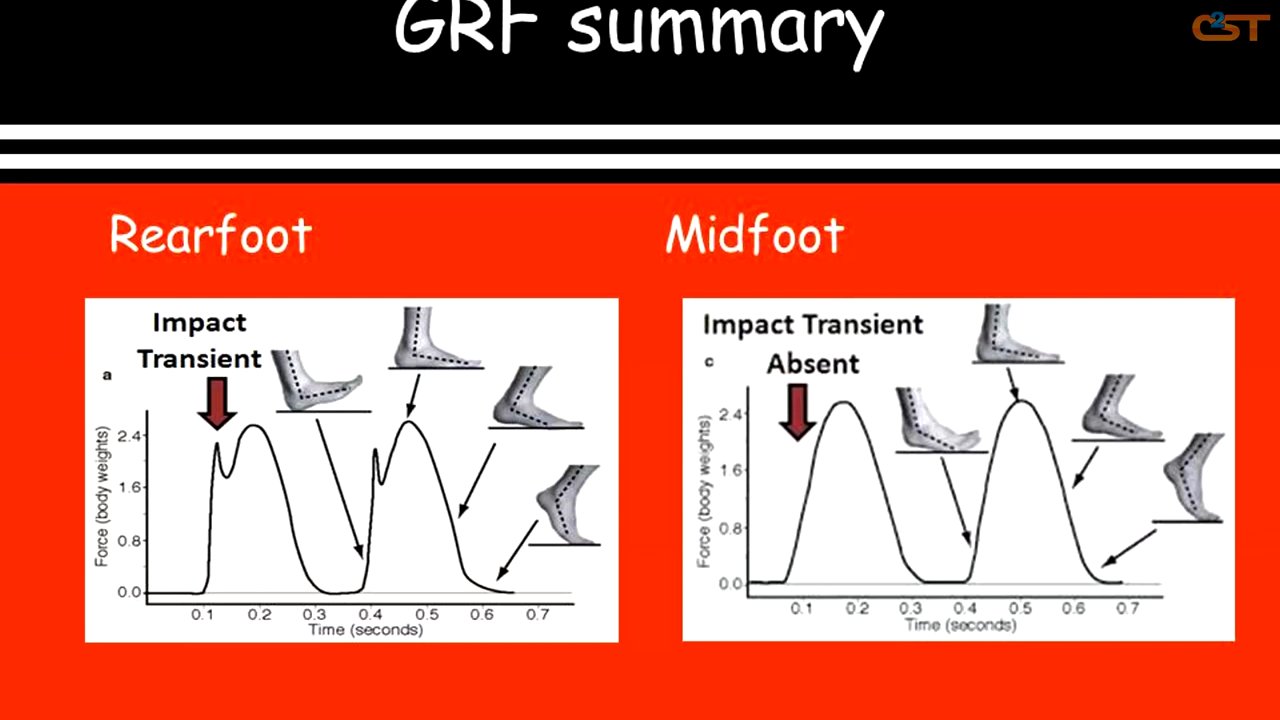 GRF summary
C2ST
Rearfoot
Midfoot
Impact
Transient
a
Force (body weights)
2.4
1.6
0.8
0.0
0.1 0.2 0.3 0.4 0.5 0.6 0.7
Time (seconds)
Impact Transient
Absent
c
Force (body weights)
2.4
1.6
0.8
0.0
0.1 0.2 0.3 0.4 0.5 0.6 0.7
Time (seconds)